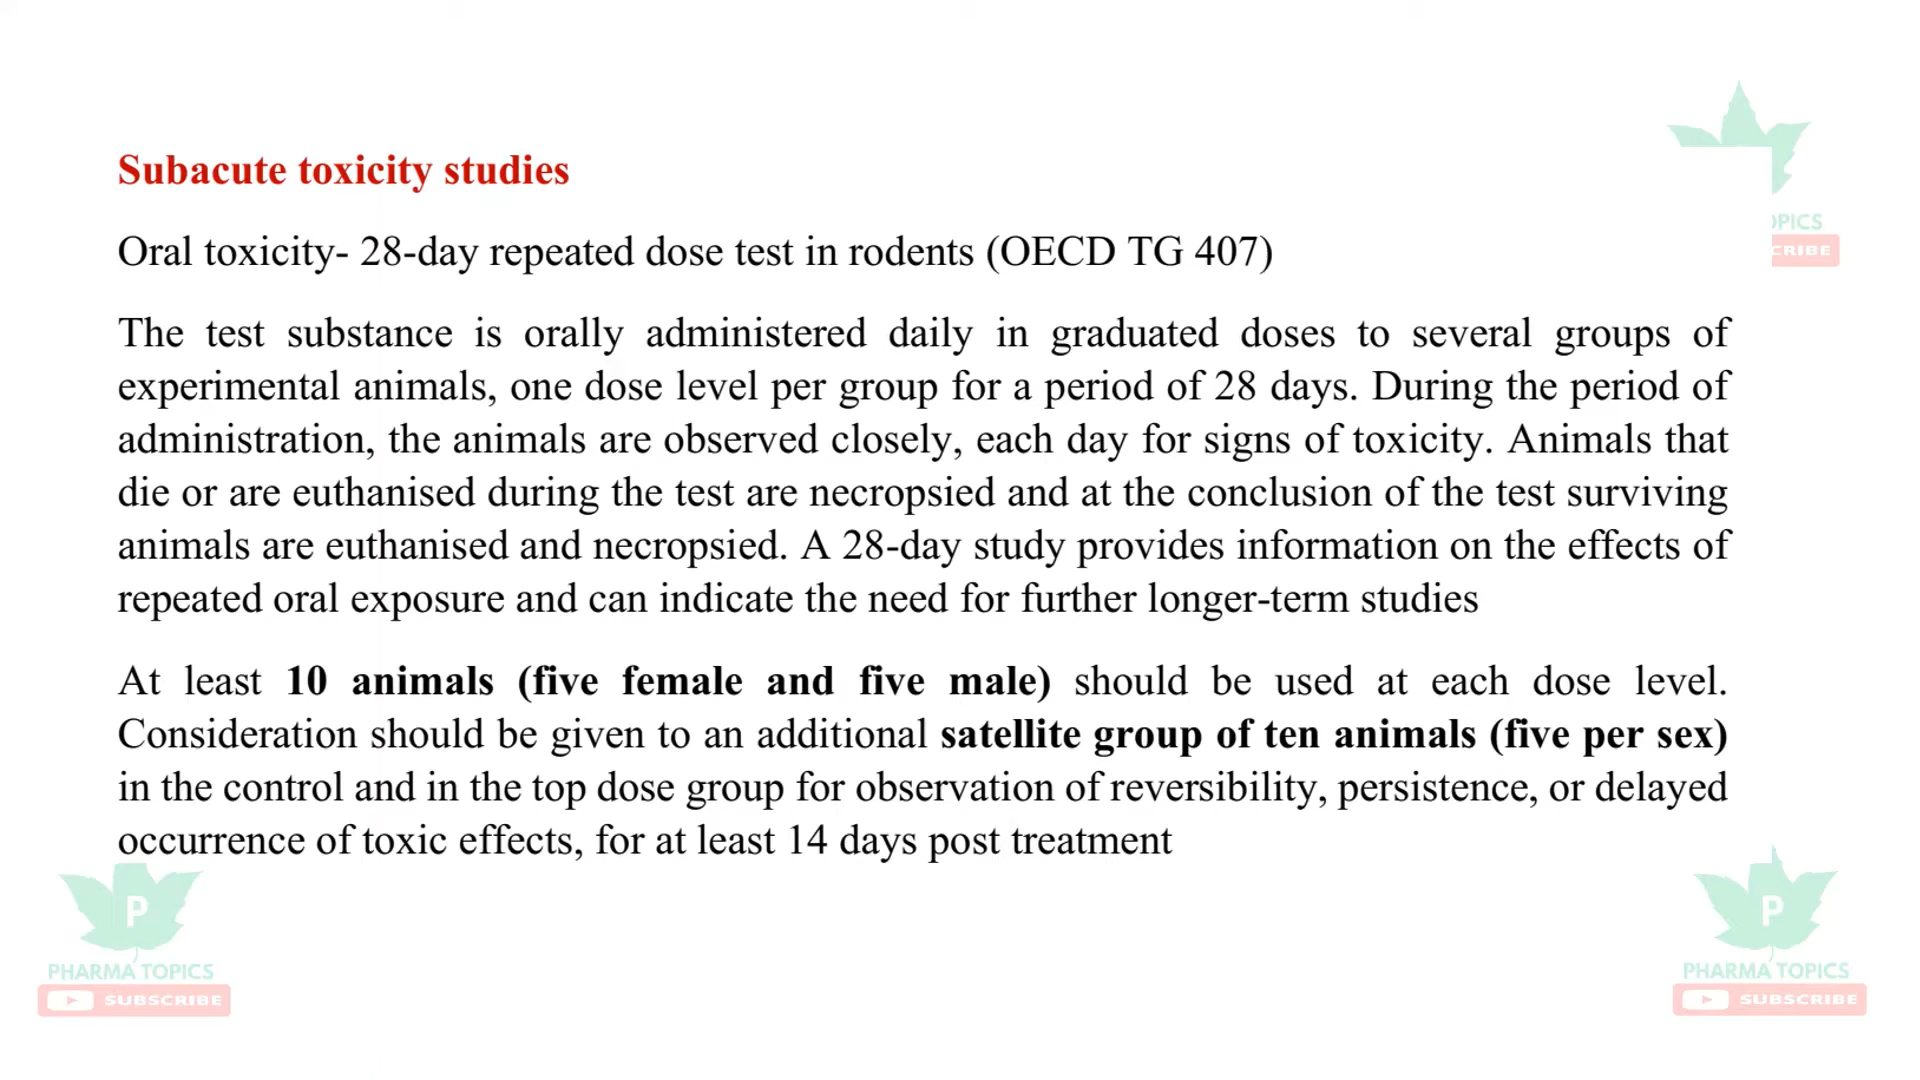 Subacute toxicity studies
OPICS
CRIBE
Oral toxicity- 28-day repeated dose test in rodents (OECD TG 407)
The test substance is orally administered daily in graduated doses to several groups of
experimental animals, one dose level per group for a period of 28 days. During the period of
administration, the animals are observed closely, each day for signs of toxicity. Animals that
die or are euthanised during the test are necropsied and at the conclusion of the test surviving
animals are euthanised and necropsied. A 28-day study provides information on the effects of
repeated oral exposure and can indicate the need for further longer-term studies
At least 10 animals (five female and five male) should be used at each dose level.
Consideration should be given to an additional satellite group of ten animals (five per sex)
in the control and in the top dose group for observation of reversibility, persistence, or delayed
occurrence of toxic effects, for at least 14 days post treatment
P
PHARMA TOPICS
SUBSCRIBE
P
PHARMA TOPICS
SUBSCRIBE